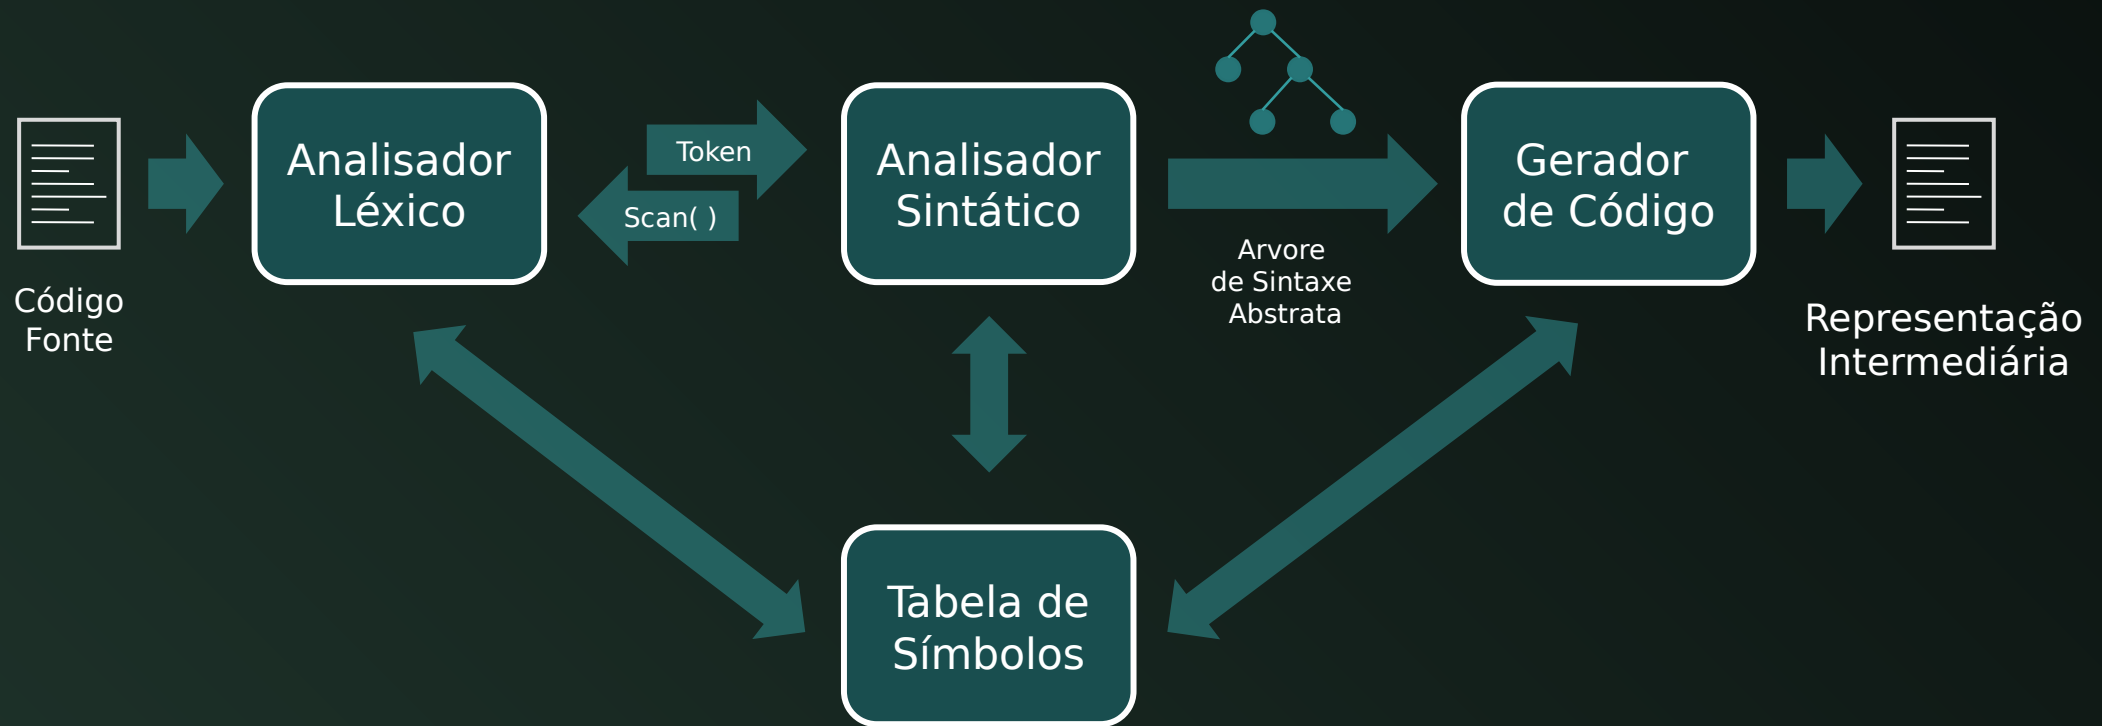 Código
Fonte
Analisador
Léxico
Token
Scan( )
Analisador
Sintático
Arvore
de Sintaxe
Abstrata
Gerador
de Código
Representação
Intermediária
Tabela de
Símbolos